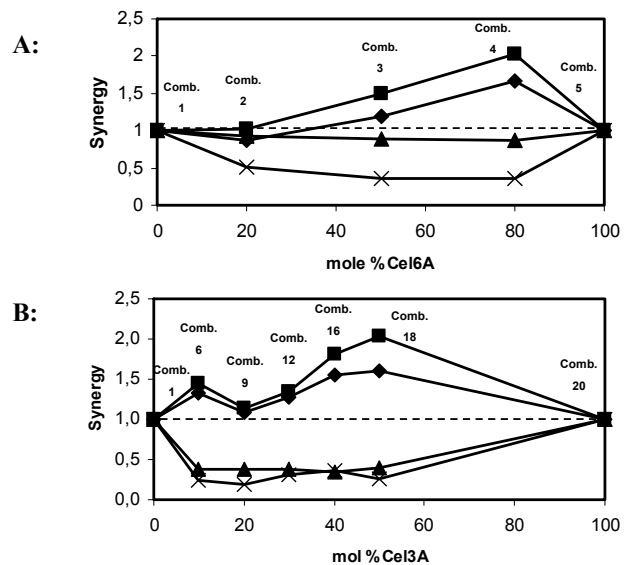 A:
2,5
2
1,5
1
0,5
0
Synergy
Comb.
1
Comb.
2
Comb.
3
Comb.
4
Comb.
5
0 20 40 60 80 100
mole %Cel6A
B:
2,5
2,0
1,5
1,0
0,5
0,0
Synergy
Comb.
1
Comb.
6
Comb.
9
Comb.
12
Comb.
16
Comb.
18
Comb.
20
0 20 40 60 80 100
mol %Cel3A